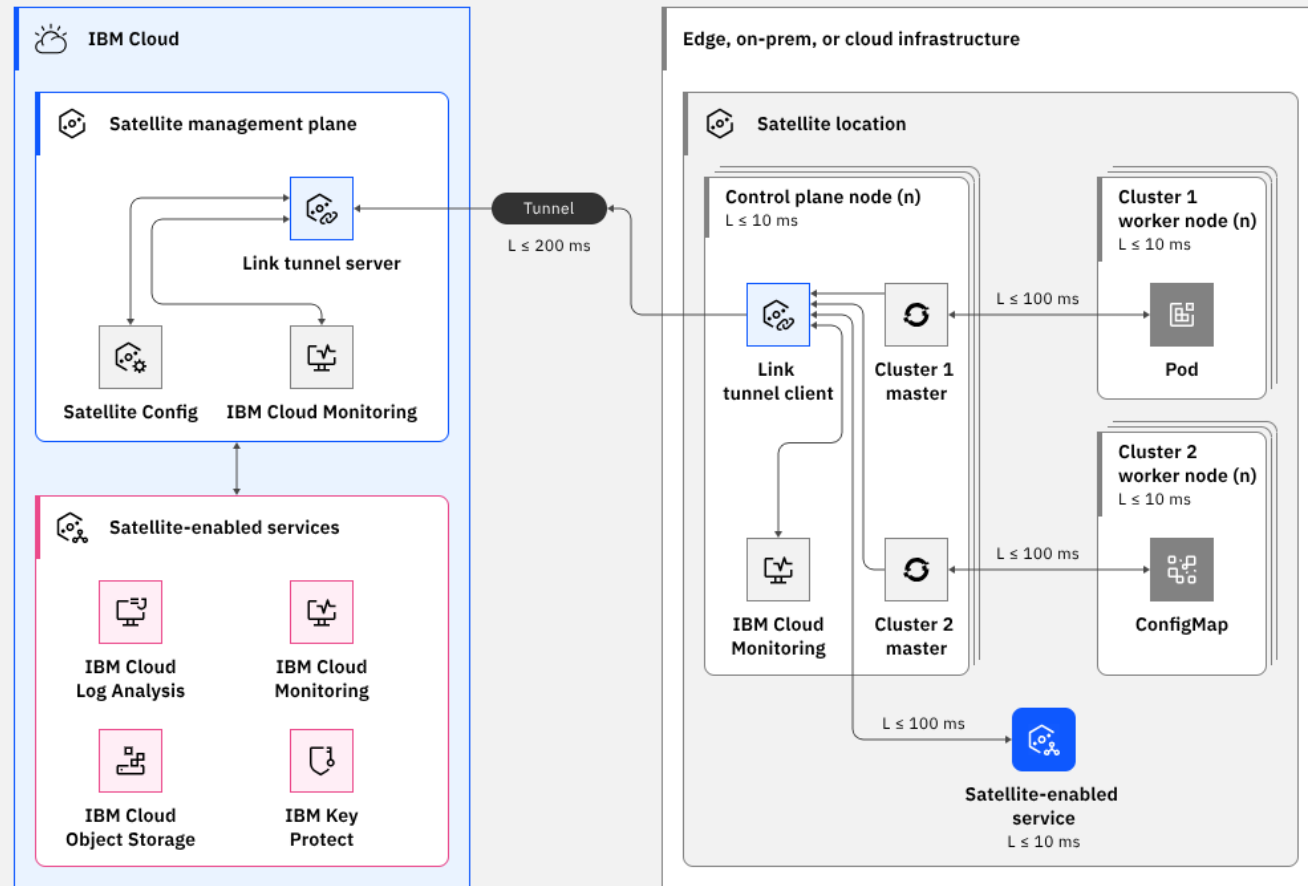 IBM Cloud
Satellite management plane
Link tunnel server
Satellite Config
IBM Cloud Monitoring
Satellite-enabled services
IBM Cloud
Log Analysis
IBM Cloud
Monitoring
IBM Cloud
Object Storage
IBM Key
Protect
Tunnel
L ≤ 200 ms
Edge, on-prem, or cloud infrastructure
Satellite location
Control plane node (n)
L ≤ 10 ms
Link
tunnel client
Cluster 1
master
IBM Cloud
Monitoring
Cluster 2
master
L ≤ 100 ms
Cluster 1
worker node (n)
L ≤ 10 ms
Pod
L ≤ 100 ms
Cluster 2
worker node (n)
L ≤ 10 ms
ConfigMap
L ≤ 100 ms
Satellite-enabled
service
L ≤ 10 ms